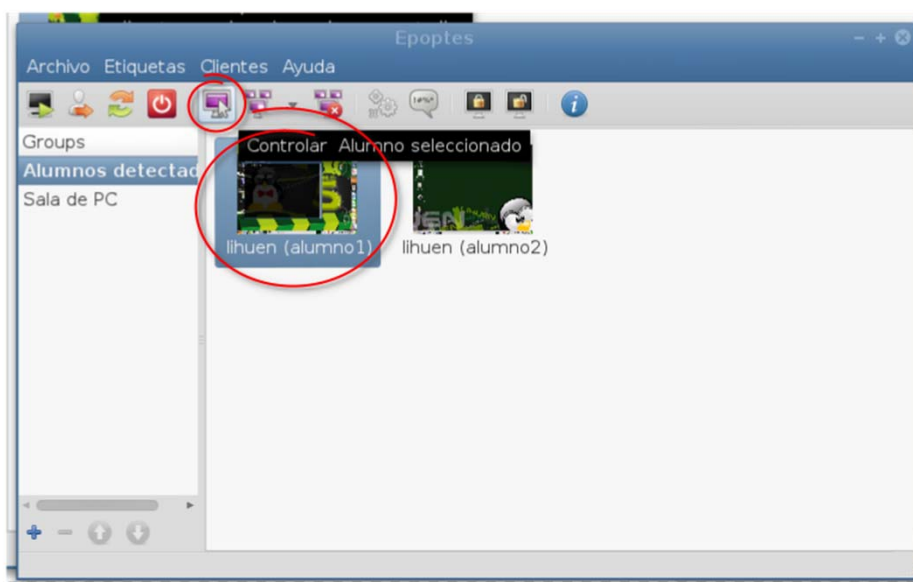 Epoptes
Archivo Etiquetas Clientes Ayuda
Groups
Controlar Alumno seleccionado
Alumnos detectad
Sala de PC
lihuen (alumno1)
lihuen (alumno2)